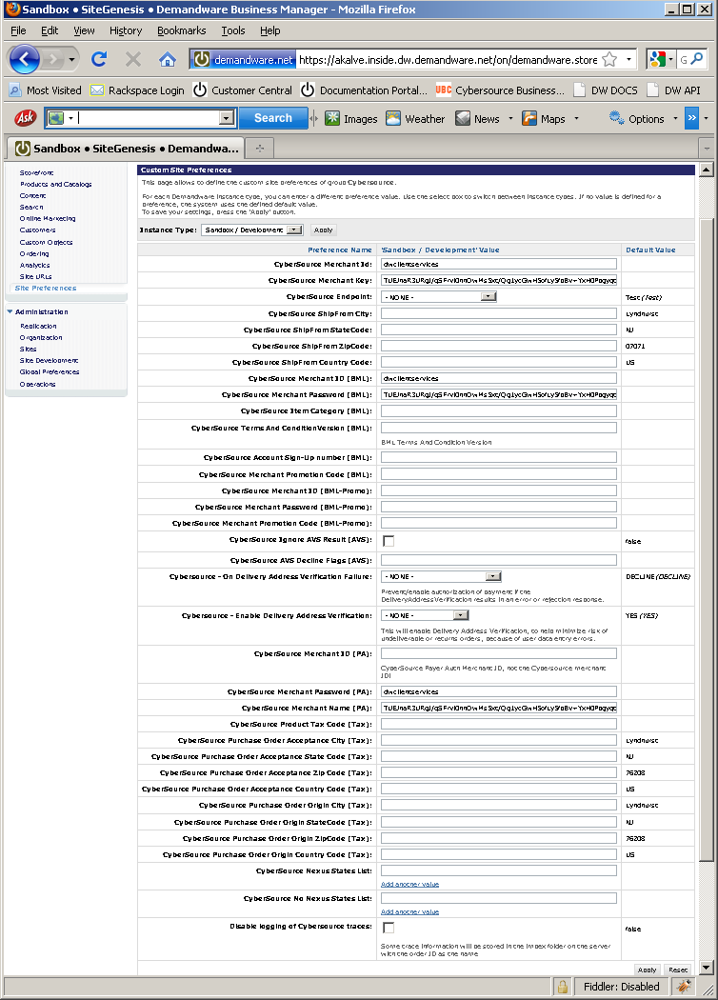 Sandbox • SiteGenesis • Demandware Business Manager - Mozilla Firefox
File Edit View History Bookmarks Tools Help
demandware.net https://akalve.inside.dw.demandware.net/on/demandware.store G
Most Visited Rackspace Login Customer Central Documentation Portal... UBC Cybersource Business... DW DOCS DW API
Ask Search Images Weather News Maps Options »
Sandbox • SiteGenesis • Demandwa...
Storefront
Products and Catalogs
Content
Search
Online Marketing
Customers
Custom Objects
Ordering
Analytics
Site URLs
Site Preferences
Administration
Replication
Organization
Sites
Site Development
Global Preferences
Operations
Custom Site Preferences
This page allows to define the custom site preferences of group Cybersource.
For each Demandware instance type, you can enter a different preference value. Use the select box to switch between instance types. If no value is defined for a
preference, the system uses the defined default value.
To save your settings, press the 'Apply' button.
Instance Type: Sandbox / Development Apply
Preference Name 'Sandbox / Development' Value Default Value
CyberSource Merchant Id: dwclientservices
CyberSource Merchant Key:
CyberSource Endpoint: - NONE - Test (Test)
CyberSource ShipFrom City: Lyndhurst
CyberSource ShipFrom StateCode: NJ
CyberSource ShipFrom ZipCode: 07071
CyberSource ShipFrom Country Code: US
CyberSource Merchant ID (BML): dwclientservices
CyberSource Merchant Password (BML):
CyberSource Item Category (BML):
CyberSource Terms And ConditionVersion (BML):
BML Terms And Condition Version
CyberSource Account Sign-Up number (BML):
CyberSource Merchant Promotion Code (BML):
CyberSource Merchant ID (BML-Promo):
CyberSource Merchant Password (BML-Promo):
CyberSource Merchant Promotion Code (BML-Promo):
CyberSource Ignore AVS Result (AVS): false
CyberSource AVS Decline Flags (AVS):
Cybersource - On Delivery Address Verification Failure: - NONE - DECLINE (DECLINE)
Prevent/enable authorization of payment if the
DeliveryAddressVerification results in an error or rejection response.
Cybersource - Enable Delivery Address Verification: - NONE - YES (YES)
This will enable Delivery Address Verification, to help minimize risk of
undeliverable or returns orders, because of user data entry errors.
CyberSource Merchant ID (PA):
CyberSource Payer Auth Merchant ID, not the Cybersource merchant
ID!
CyberSource Merchant Password (PA): dwclientservices
CyberSource Merchant Name (PA):
CyberSource Product Tax Code (Tax):
CyberSource Purchase Order Acceptance City (Tax): Lyndhurst
CyberSource Purchase Order Acceptance State Code (Tax): NJ
CyberSource Purchase Order Acceptance Zip Code (Tax): 76208
CyberSource Purchase Order Acceptance Country Code (Tax): US
CyberSource Purchase Order Origin City (Tax): Lyndhurst
CyberSource Purchase Order Origin StateCode (Tax): NJ
CyberSource Purchase Order Origin ZipCode (Tax): 76208
CyberSource Purchase Order Origin Country Code (Tax): US
CyberSource Nexus States List:
Add another value
CyberSource No Nexus States List:
Add another value
Disable logging of Cybersource traces: false
Some trace information will be stored in the impex folder on the server
with the order ID as the name.
Apply Reset
Fiddler: Disabled